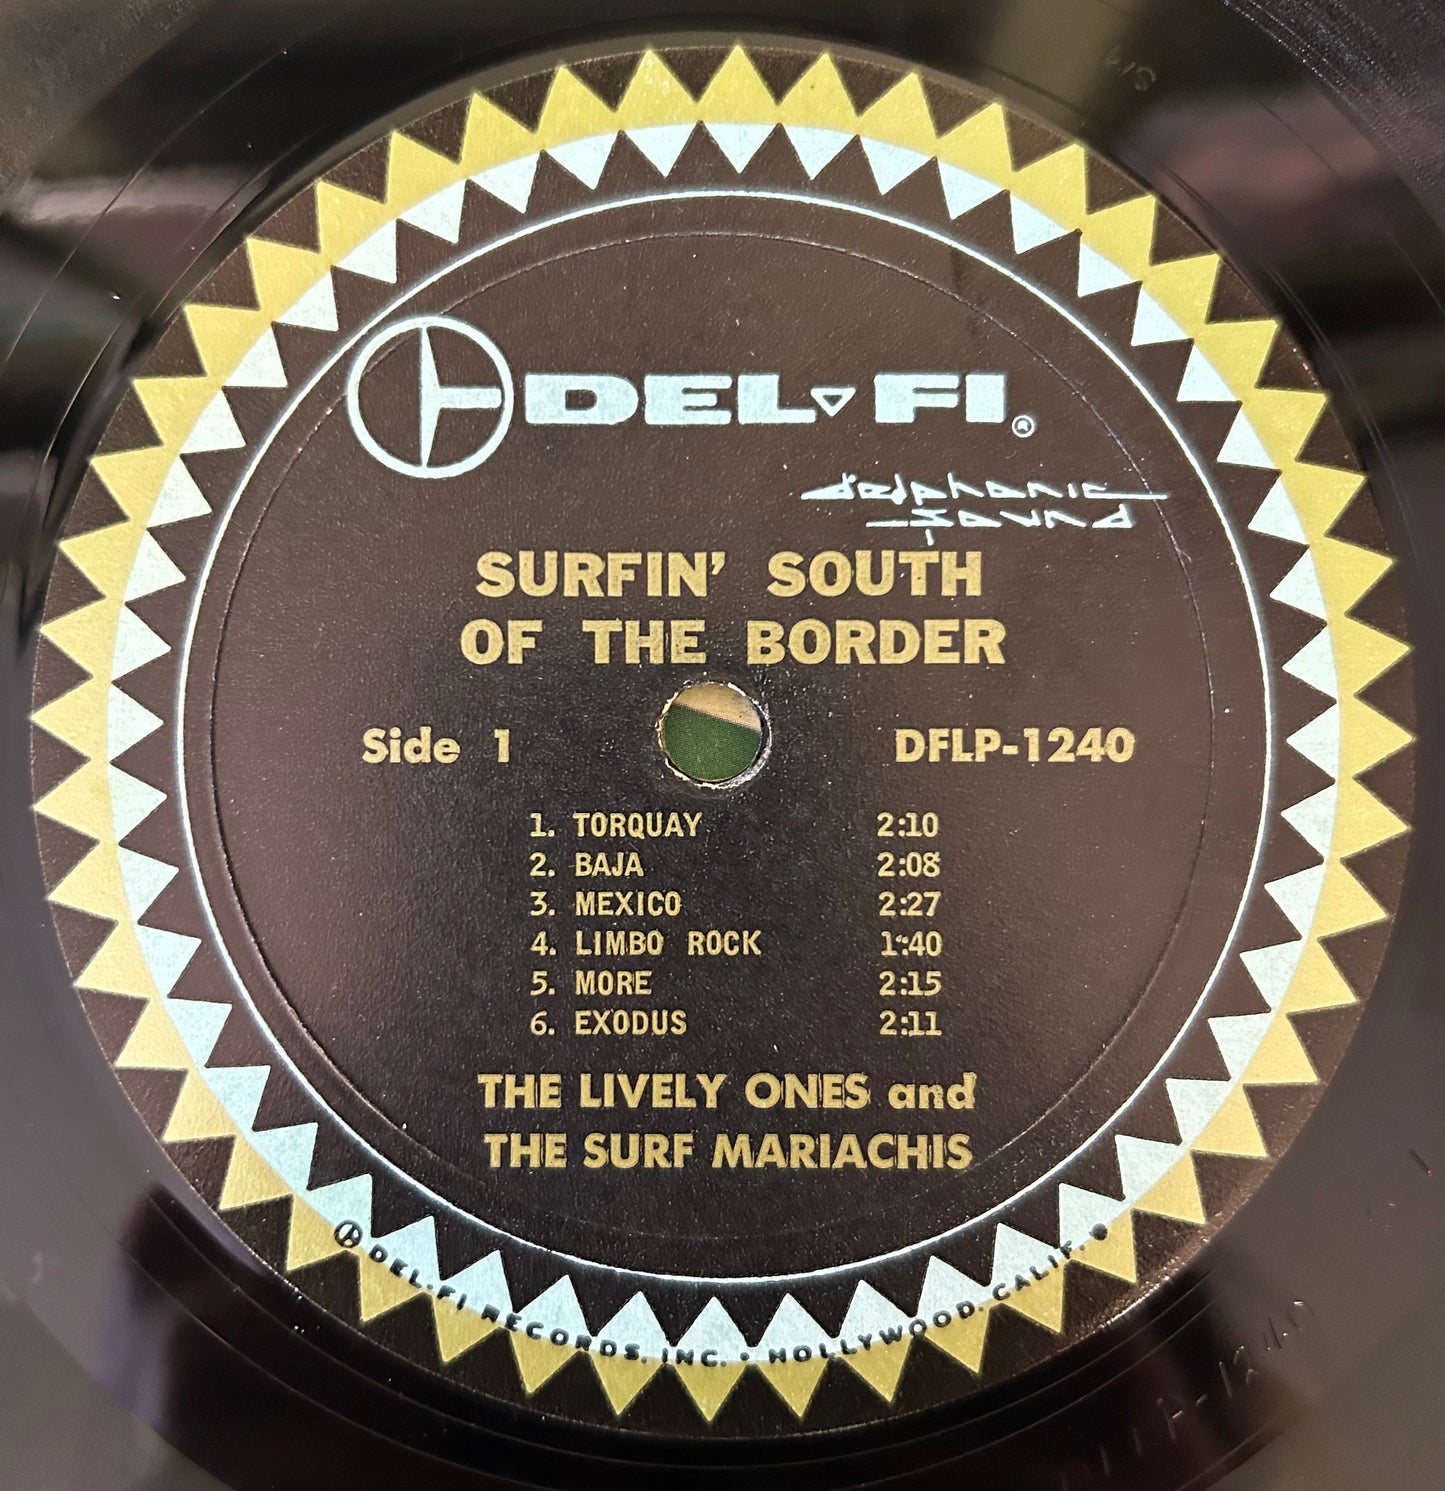 DEL-FI ®
delphonic
sound
SURFIN' SOUTH
OF THE BORDER
Side 1 DFLP-1240
1. TORQUAY 2:10
2. BAJA 2:08
3. MEXICO 2:27
4. LIMBO ROCK 1:40
5. MORE 2:15
6. EXODUS 2:11
THE LIVELY ONES and
THE SURF MARIACHIS
DEL-FI RECORDS, INC. • HOLLYWOOD, CALIF.